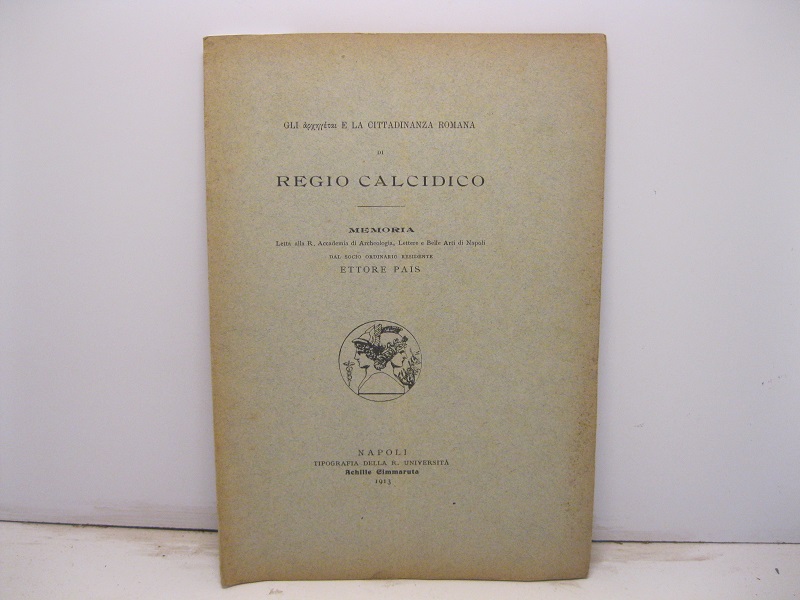 GLI ἀρχηγέται E LA CITTADINANZA ROMANA
DI
REGIO CALCIDICO
MEMORIA
Letta alla R. Accademia di Archeologia, Lettere e Belle Arti di Napoli
DAL SOCIO ORDINARIO RESIDENTE
ETTORE PAIS
NAPOLI
TIPOGRAFIA DELLA R. UNIVERSITÀ
Achille Cimmaruta
1913